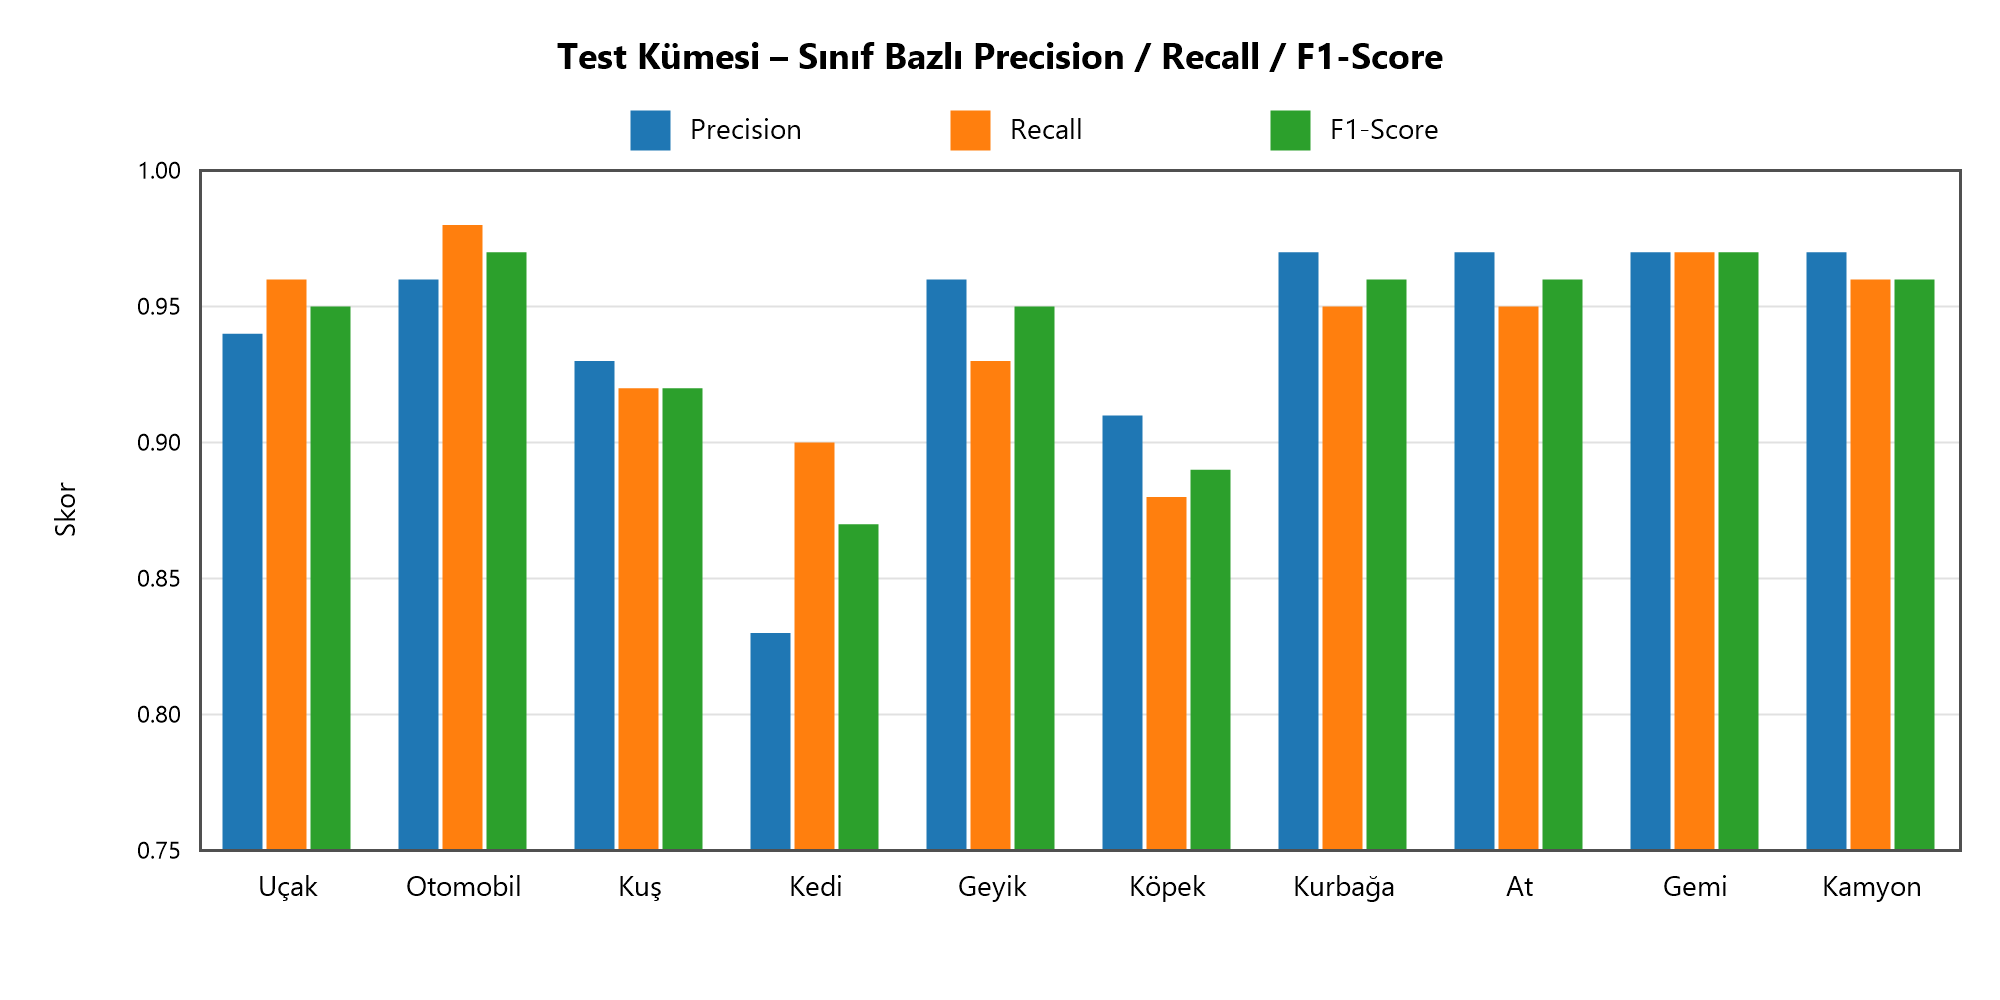 Test Kümesi – Sınıf Bazlı Precision / Recall / F1-Score
Precision
Recall
F1-Score
1.00
0.95
0.90
0.85
0.80
0.75
Skor
Uçak
Otomobil
Kuş
Kedi
Geyik
Köpek
Kurbağa
At
Gemi
Kamyon